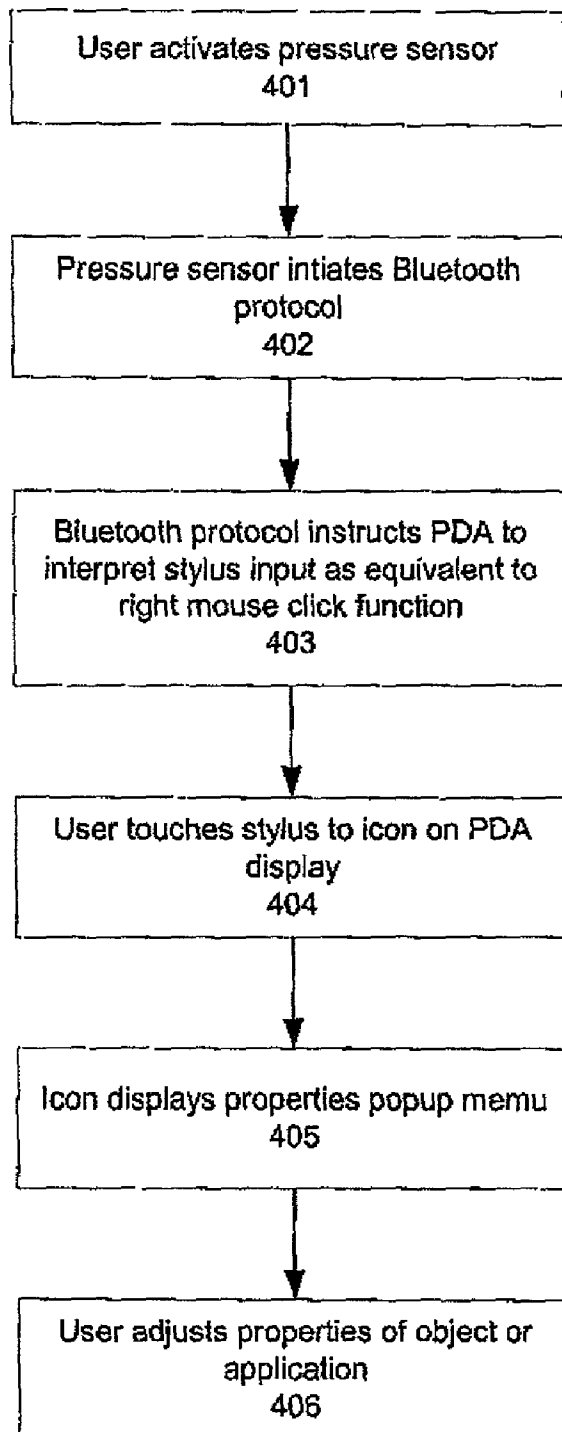 User activates pressure sensor
401
Pressure sensor intiates Bluetooth
protocol
402
Bluetooth protocol instructs PDA to
interpret stylus input as equivalent to
right mouse click function
403
User touches stylus to icon on PDA
display
404
Icon displays properties popup memu
405
User adjusts properties of object or
application
406